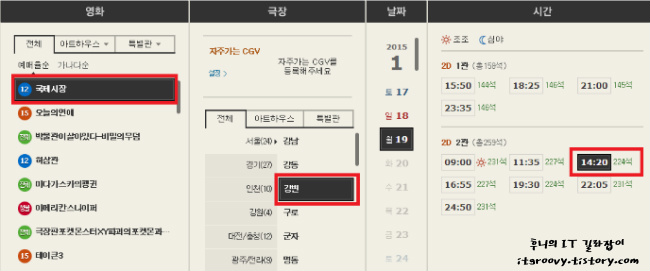 영화
전체
아트하우스
특별관
예매율순
가나다순
12 국제시장
15 오늘의연애
전체 박물관이살아있다-비밀의무덤
12 허삼관
전체 마다가스카의펭귄
아메리칸스나이퍼
전체 극장판포켓몬스터XY파괴의포켓몬과…
15 테이큰3
극장
자주가는 CGV
설정 >
자주가는 CGV를
등록해주세요
전체
아트하우스
특별관
서울(24)
경기(27)
인천(10)
강원(4)
대전/충청(12)
광주/전라(9)
강남
강동
강변
구로
군자
명동
날짜
2015
1
토 17
일 18
월 19
화 20
수 21
목 22
금 23
토 24
일 25
시간
조조
심야
2D 1관 (총159석)
15:50 144석
18:25 146석
21:00 145석
23:35 146석
2D 2관 (총259석)
09:00 231석
11:35 227석
14:20 224석
16:55 227석
19:30 224석
22:05 231석
24:50 231석
후니의 IT 길라잡이
itgroovy.tistory.com